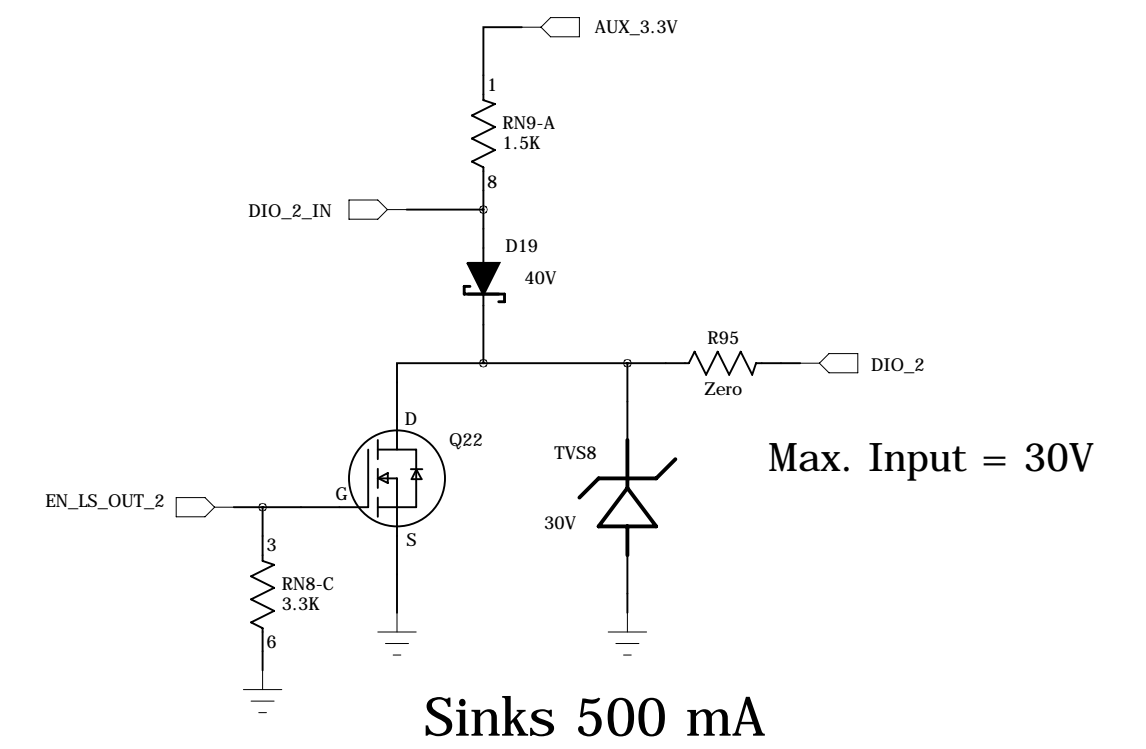 AUX_3.3V
1
RN9-A
1.5K
8
DIO_2_IN
D19
40V
R95
Zero
DIO_2
D
Q22
G
S
EN_LS_OUT_2
TVS8
30V
Max. Input = 30V
3
RN8-C
3.3K
6
Sinks 500 mA